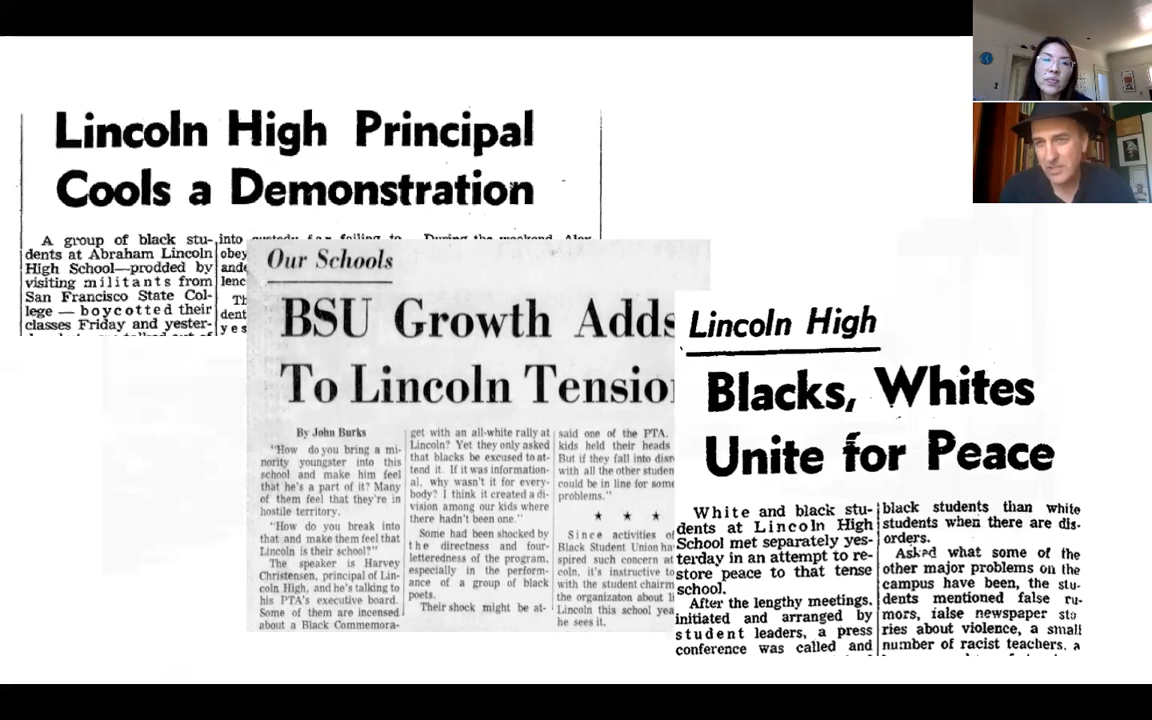 Lincoln High Principal
Cools a Demonstration
A group of black stu-
dents at Abraham Lincoln
High School—prodded by
visiting militants from
San Francisco State Col-
lege — boycotted their
classes Friday and yester-
into
obey
ande
lenc
Th
dent
yes
Our Schools
BSU Growth Adds
To Lincoln Tension
By John Burks
"How do you bring a mi-
nority youngster into this
school and make him feel
that he's a part of it? Many
of them feel that they're in
hostile territory.
"How do you break into
that and make them feel that
Lincoln is their school?"
The speaker is Harvey
Christensen, principal of Lin-
coln High, and he's talking to
his PTA's executive board.
Some of them are incensed
about a Black Commemora-
get with an all-white rally at
Lincoln? Yet they only asked
that blacks be excused to at-
tend it. If it was information-
al, why wasn't it for every-
body? I think it created a di-
vision among our kids where
there hadn't been one."
Some had been shocked by
the directness and four-
letteredness of the program,
especially in the perform-
ance of a group of black
poets.
Their shock might be at-
said one of the PTA.
kids held their heads
But if they fall into disr
with all the other studen
could be in line for some
problems."
★ ★ ★
Since activities of
Black Student Union ha
spired such concern at
coln, it's instructive to
with the student chairm
the organizaton about li
Lincoln this school yea
he sees it.
Lincoln High
Blacks, Whites
Unite for Peace
White and black stu-
dents at Lincoln High
School met separately yes-
terday in an attempt to re-
store peace to that tense
school.
After the lengthy meetings,
initiated and arranged by
student leaders, a press
conference was called and
black students than white
students when there are dis-
orders.
Asked what some of the
other major problems on the
campus have been, the stu-
dents mentioned false ru-
mors, false newspaper sto
ries about violence, a small
number of racist teachers, a